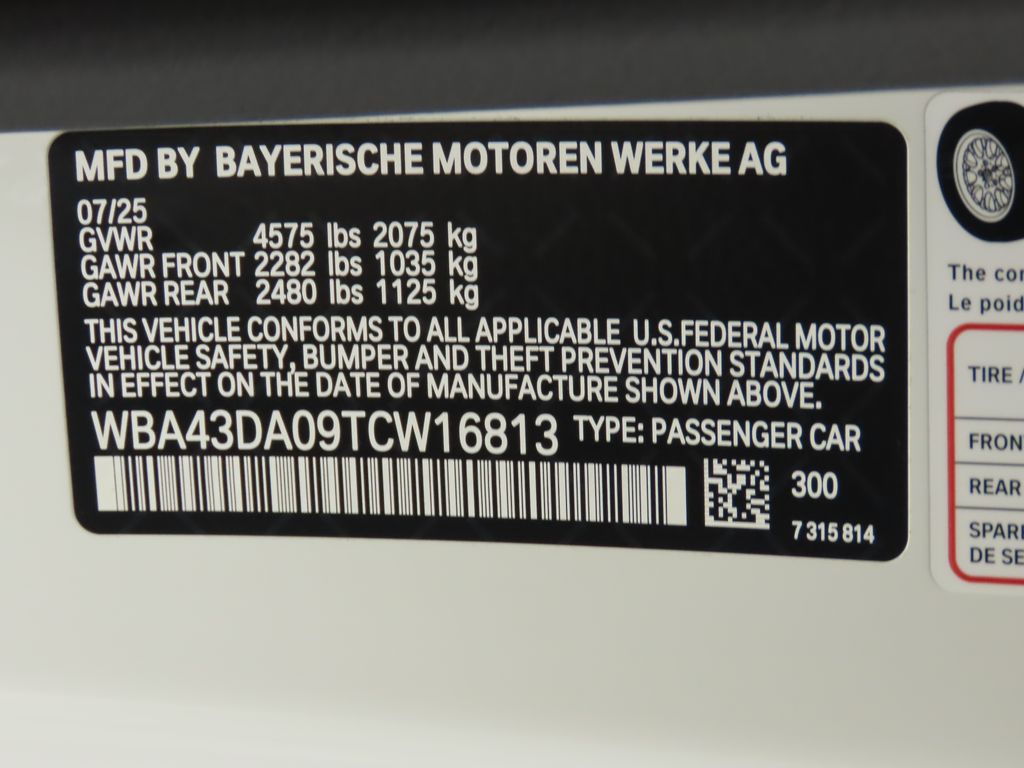 MFD BY BAYERISCHE MOTOREN WERKE AG
07/25
GVWR 4575 lbs 2075 kg
GAWR FRONT 2282 lbs 1035 kg
GAWR REAR 2480 lbs 1125 kg
THIS VEHICLE CONFORMS TO ALL APPLICABLE U.S.FEDERAL MOTOR
VEHICLE SAFETY, BUMPER AND THEFT PREVENTION STANDARDS
IN EFFECT ON THE DATE OF MANUFACTURE SHOWN ABOVE.
WBA43DA09TCW16813 TYPE: PASSENGER CAR
300
7 315 814
The com
Le poid
TIRE /
FRON
REAR
SPARE
DE SE